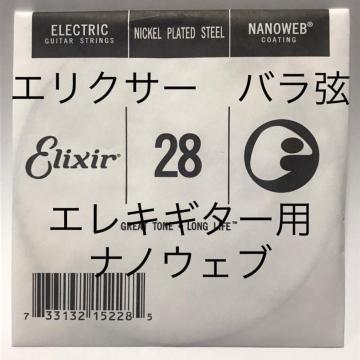 ELECTRIC
GUITAR STRINGS
NICKEL PLATED STEEL
NANOWEB®
COATING
エリクサー バラ弦
Elixir®
28
エレキギター用
GREAT TONE • LONG LIFE™
ナノウェブ
7 33132 15228 5